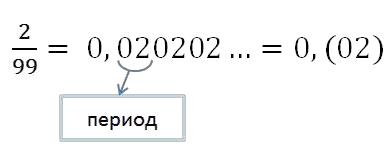 2/99 = 0,020202... = 0,(02)
период